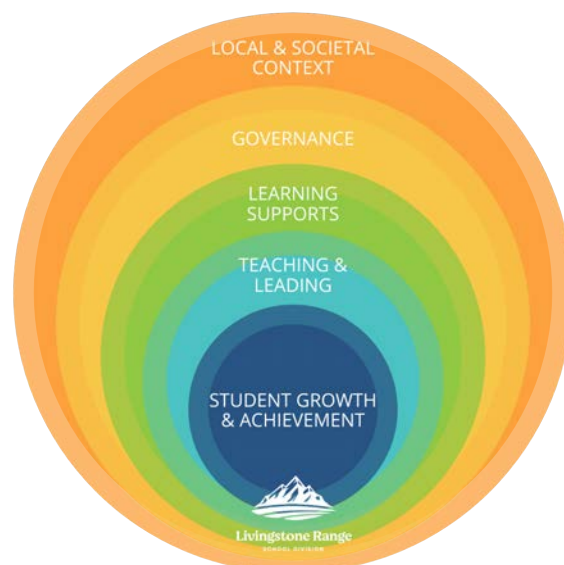 LOCAL & SOCIETAL
CONTEXT
GOVERNANCE
LEARNING
SUPPORTS
TEACHING &
LEADING
STUDENT GROWTH
& ACHIEVEMENT
Livingstone Range
SCHOOL DIVISION